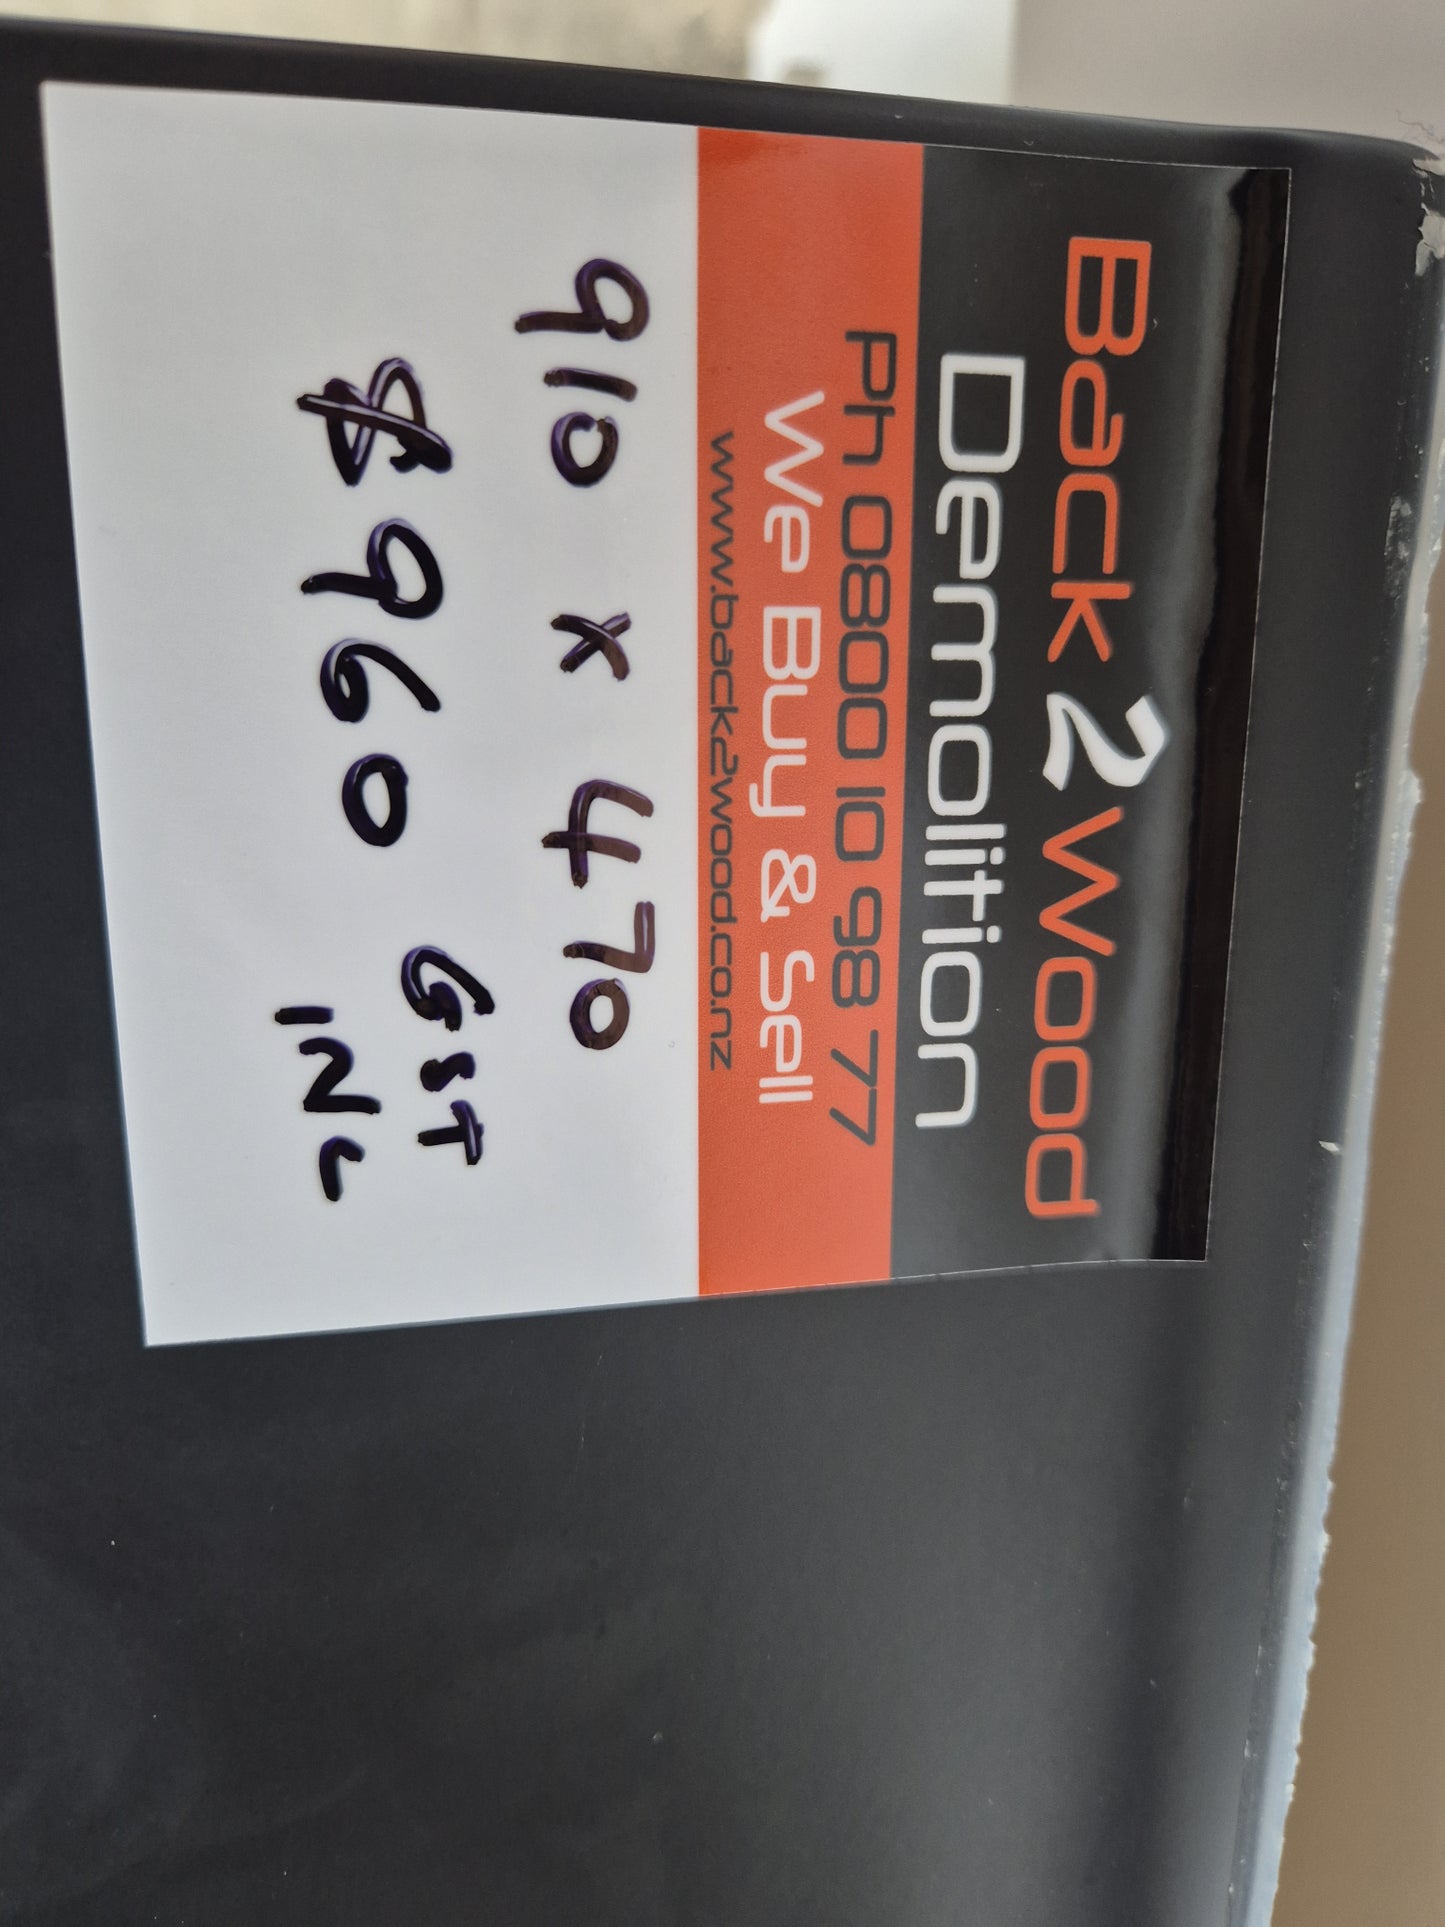 Back 2 Wood
Demolition
Ph 0800 10 98 77
We Buy & Sell
www.back2wood.co.nz
910 x 470
$960 GST
INL